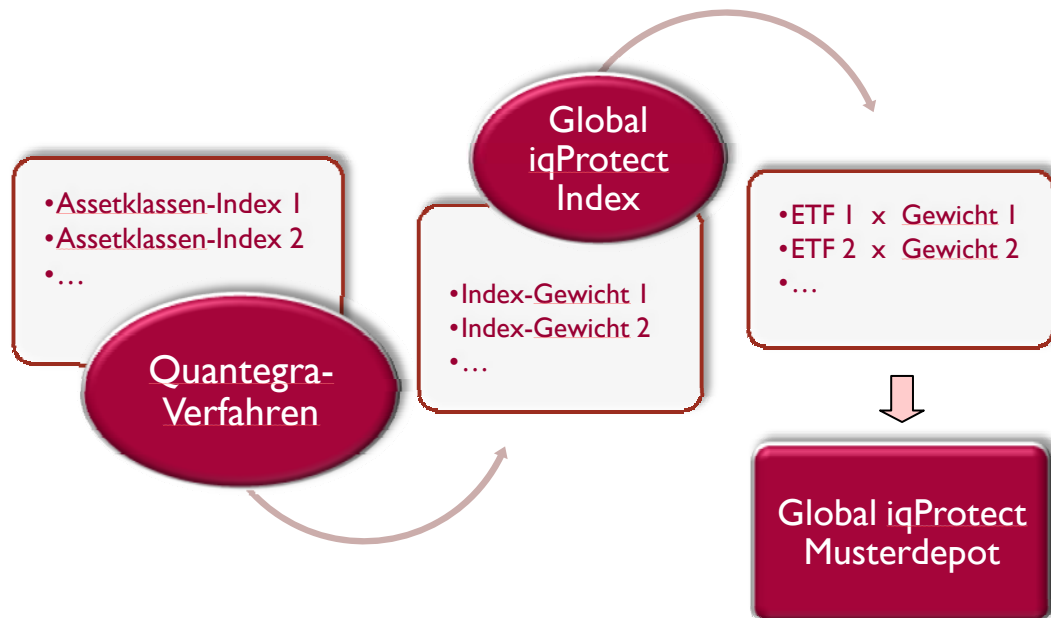 •Assetklassen-Index 1
•Assetklassen-Index 2
•…
Quantegra-
Verfahren
Global
iqProtect
Index
•Index-Gewicht 1
•Index-Gewicht 2
•…
•ETF 1 x Gewicht 1
•ETF 2 x Gewicht 2
•…
Global iqProtect
Musterdepot